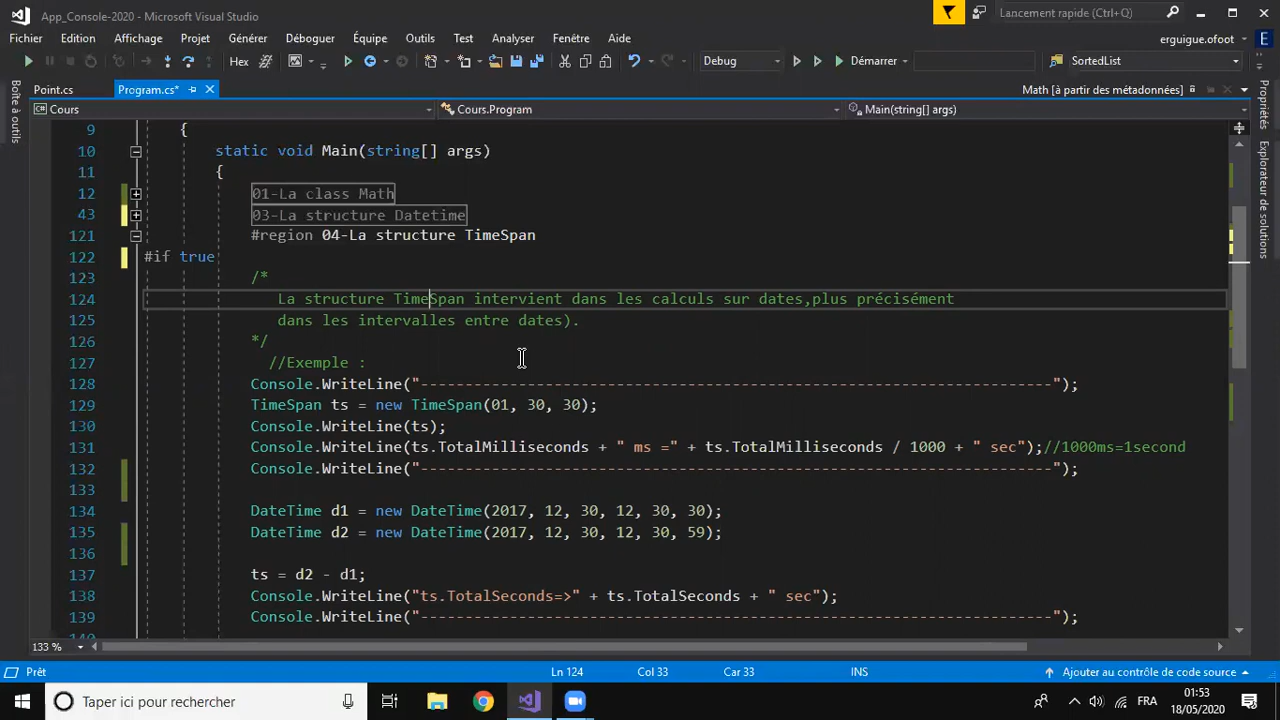 App_Console-2020 - Microsoft Visual Studio
Lancement rapide (Ctrl+Q)
Fichier Edition Affichage Projet Générer Déboguer Équipe Outils Test Analyser Fenêtre Aide
erguigue.ofoot E
Hex Debug Démarrer SortedList
Point.cs Program.cs* Math [à partir des métadonnées]
Cours Cours.Program Main(string[] args)
Boîte à outils
Propriétés
Explorateur de solutions
9 {
10 static void Main(string[] args)
11 {
12 01-La class Math
43 03-La structure Datetime
121 #region 04-La structure TimeSpan
122 #if true
123 /*
124 La structure TimeSpan intervient dans les calculs sur dates,plus précisément
125 dans les intervalles entre dates).
126 */
127 //Exemple :
128 Console.WriteLine("-----------------------------------------------------------------------");
129 TimeSpan ts = new TimeSpan(01, 30, 30);
130 Console.WriteLine(ts);
131 Console.WriteLine(ts.TotalMilliseconds + " ms =" + ts.TotalMilliseconds / 1000 + " sec");//1000ms=1second
132 Console.WriteLine("-----------------------------------------------------------------------");
133
134 DateTime d1 = new DateTime(2017, 12, 30, 12, 30, 30);
135 DateTime d2 = new DateTime(2017, 12, 30, 12, 30, 59);
136
137 ts = d2 - d1;
138 Console.WriteLine("ts.TotalSeconds=>" + ts.TotalSeconds + " sec");
139 Console.WriteLine("-----------------------------------------------------------------------");
140
133 %
Prêt Ln 124 Col 33 Car 33 INS Ajouter au contrôle de code source
Taper ici pour rechercher
FRA
01:53
18/05/2020